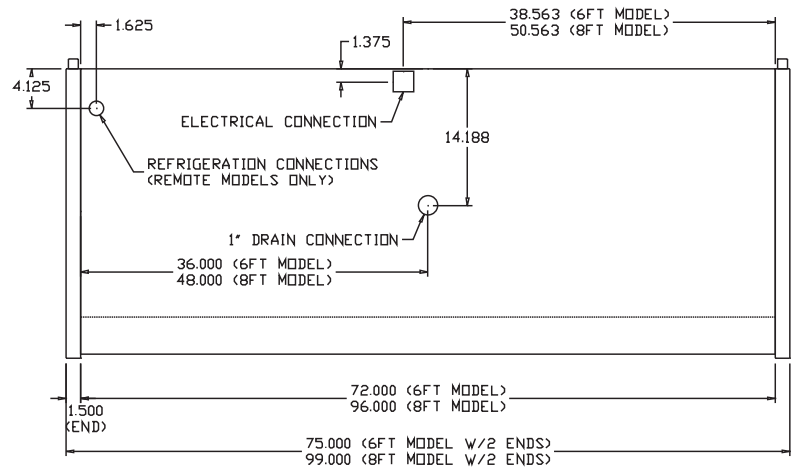 38.563 (6FT MODEL)
50.563 (8FT MODEL)
1.625
1.375
4.125
ELECTRICAL CONNECTION
14.188
REFRIGERATION CONNECTIONS
(REMOTE MODELS ONLY)
1" DRAIN CONNECTION
36.000 (6FT MODEL)
48.000 (8FT MODEL)
72.000 (6FT MODEL)
96.000 (8FT MODEL)
1.500
(END)
75.000 (6FT MODEL W/2 ENDS)
99.000 (8FT MODEL W/2 ENDS)